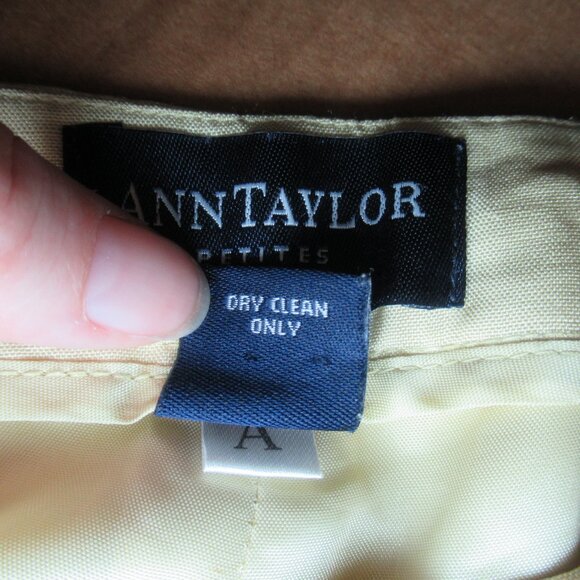 ANNTAYLOR
PETITES
DRY CLEAN
ONLY
A